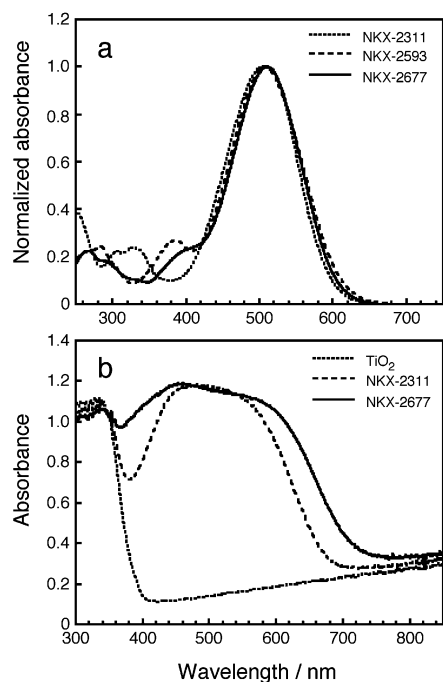 a
NKX-2311
NKX-2593
NKX-2677
Normalized absorbance
1.2
1.0
0.8
0.6
0.4
0.2
0
300 400 500 600 700
b
TiO2
NKX-2311
NKX-2677
Absorbance
1.4
1.2
1.0
0.8
0.6
0.4
0.2
0
300 400 500 600 700 800
Wavelength / nm